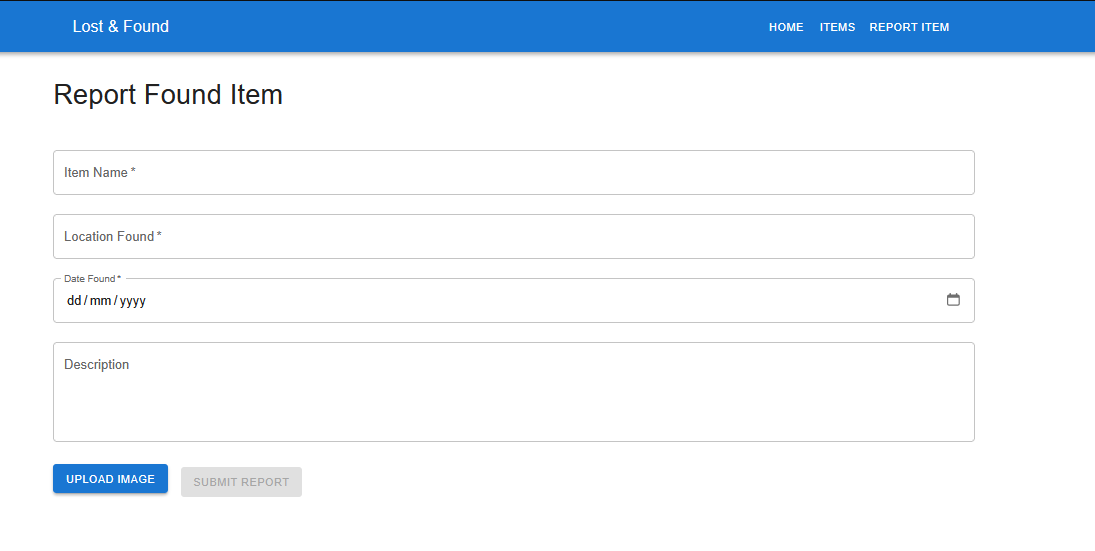 Lost & Found HOME ITEMS REPORT ITEM
Report Found Item
Item Name *
Location Found *
Date Found *
dd / mm / yyyy
Description
UPLOAD IMAGE SUBMIT REPORT